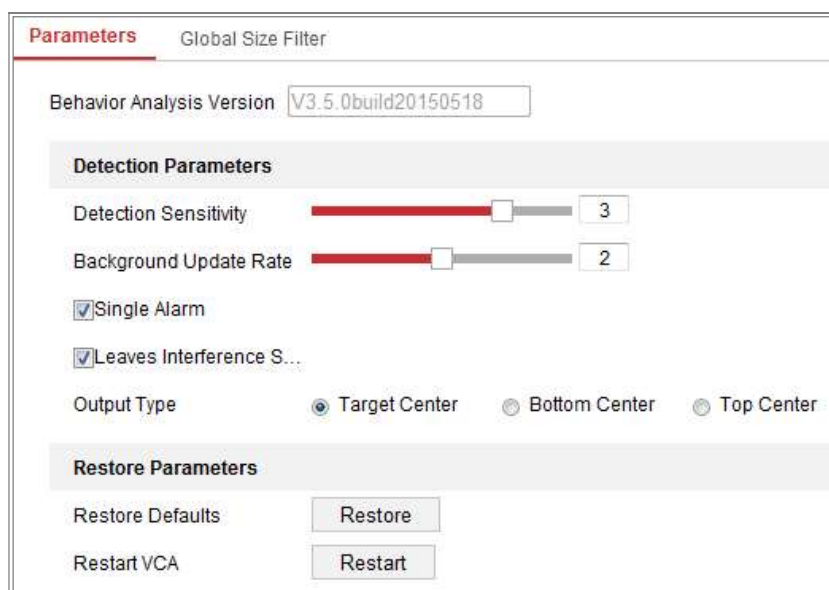 Parameters Global Size Filter
Behavior Analysis Version V3.5.0build20150518
Detection Parameters
Detection Sensitivity 3
Background Update Rate 2
Single Alarm
Leaves Interference S...
Output Type Target Center Bottom Center Top Center
Restore Parameters
Restore Defaults Restore
Restart VCA Restart